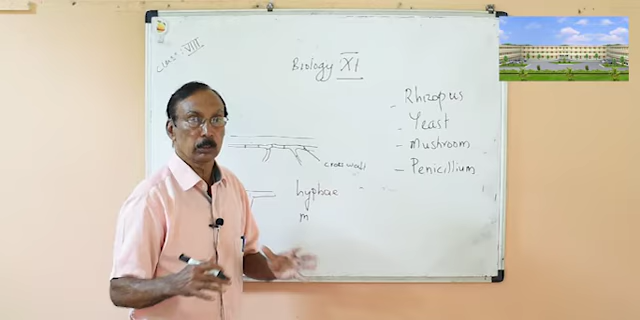 Class: VIII
Biology XI
- Rhizopus
- Yeast
- Mushroom
- Penicillium
cross wall
hyphae -
m